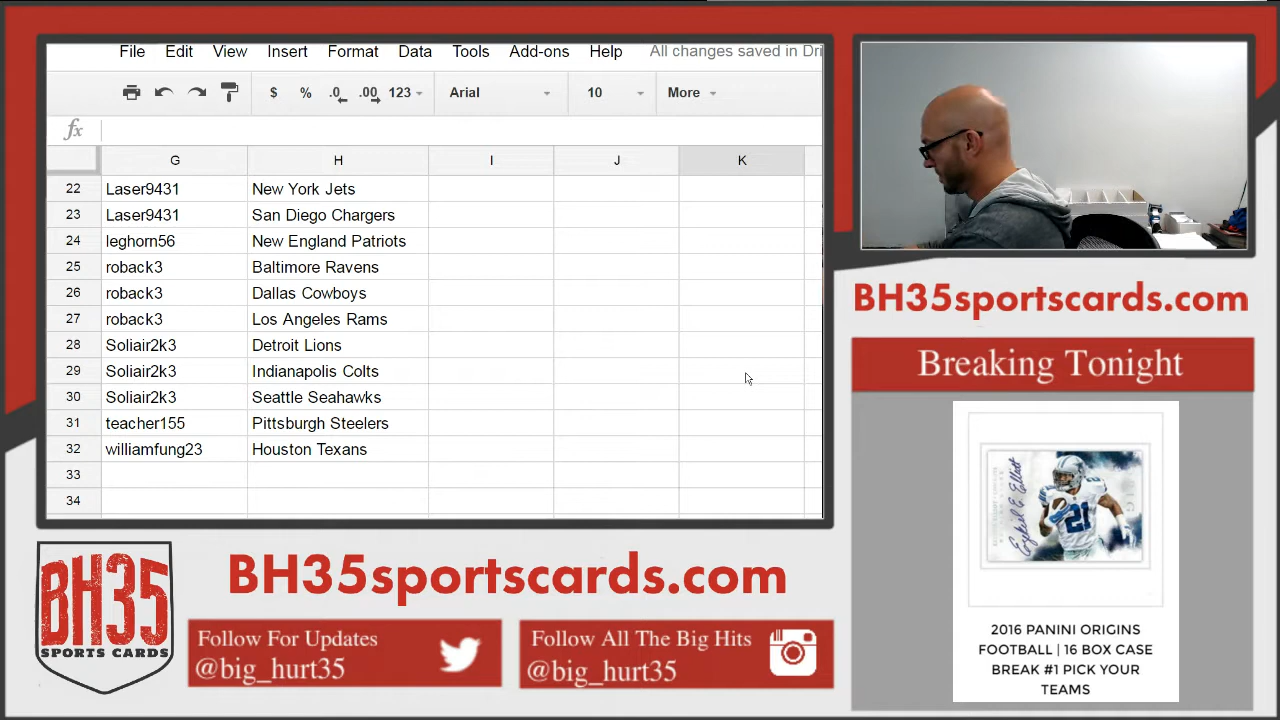 File Edit View Insert Format Data Tools Add-ons Help All changes saved in Dri
$ % .0 .00 123 Arial 10 More
fx
G H I J K
22 Laser9431 New York Jets
23 Laser9431 San Diego Chargers
24 leghorn56 New England Patriots
25 roback3 Baltimore Ravens
26 roback3 Dallas Cowboys
27 roback3 Los Angeles Rams
28 Soliair2k3 Detroit Lions
29 Soliair2k3 Indianapolis Colts
30 Soliair2k3 Seattle Seahawks
31 teacher155 Pittsburgh Steelers
32 williamfung23 Houston Texans
33
34
BH35sportscards.com
Breaking Tonight
Ezekiel E. Elliott
21
2016 PANINI ORIGINS
FOOTBALL | 16 BOX CASE
BREAK #1 PICK YOUR
TEAMS
BH35
SPORTS CARDS
BH35sportscards.com
Follow For Updates
@big_hurt35
Follow All The Big Hits
@big_hurt35